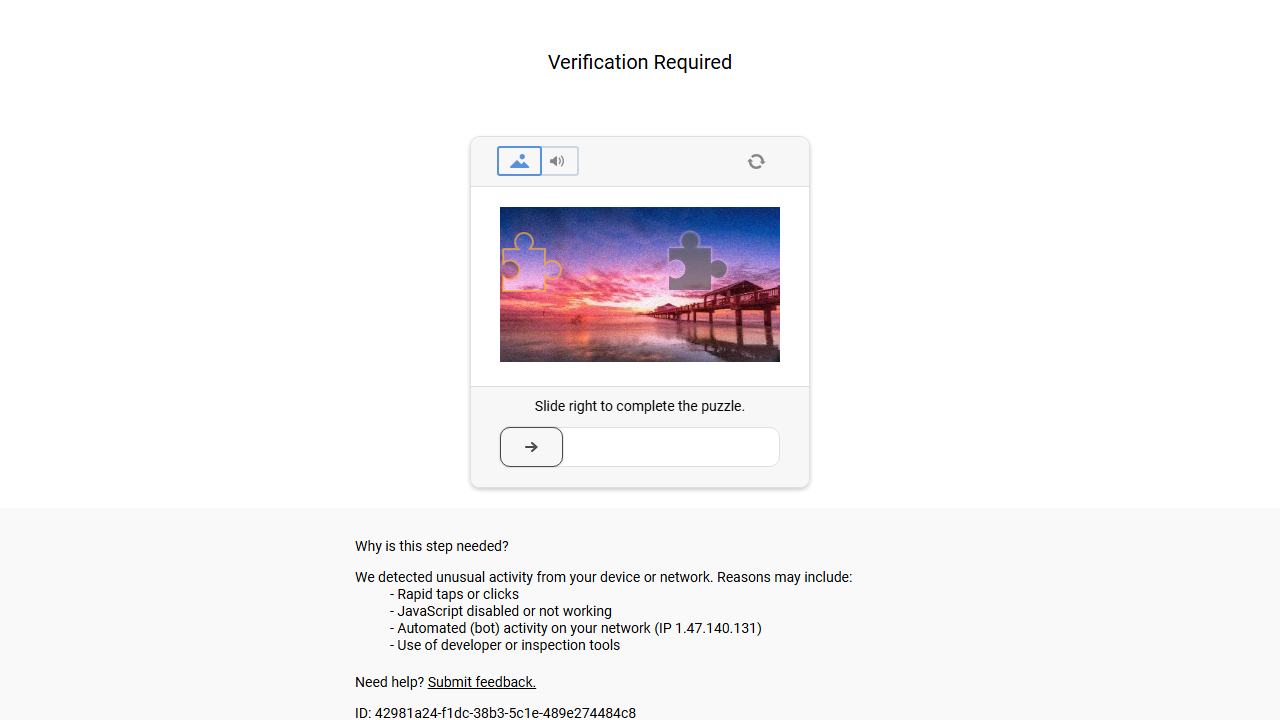 Verification Required
Slide right to complete the puzzle.
Why is this step needed?
We detected unusual activity from your device or network. Reasons may include:
- Rapid taps or clicks
- JavaScript disabled or not working
- Automated (bot) activity on your network (IP 1.47.140.131)
- Use of developer or inspection tools
Need help? Submit feedback.
ID: 42981a24-f1dc-38b3-5c1e-489e274484c8